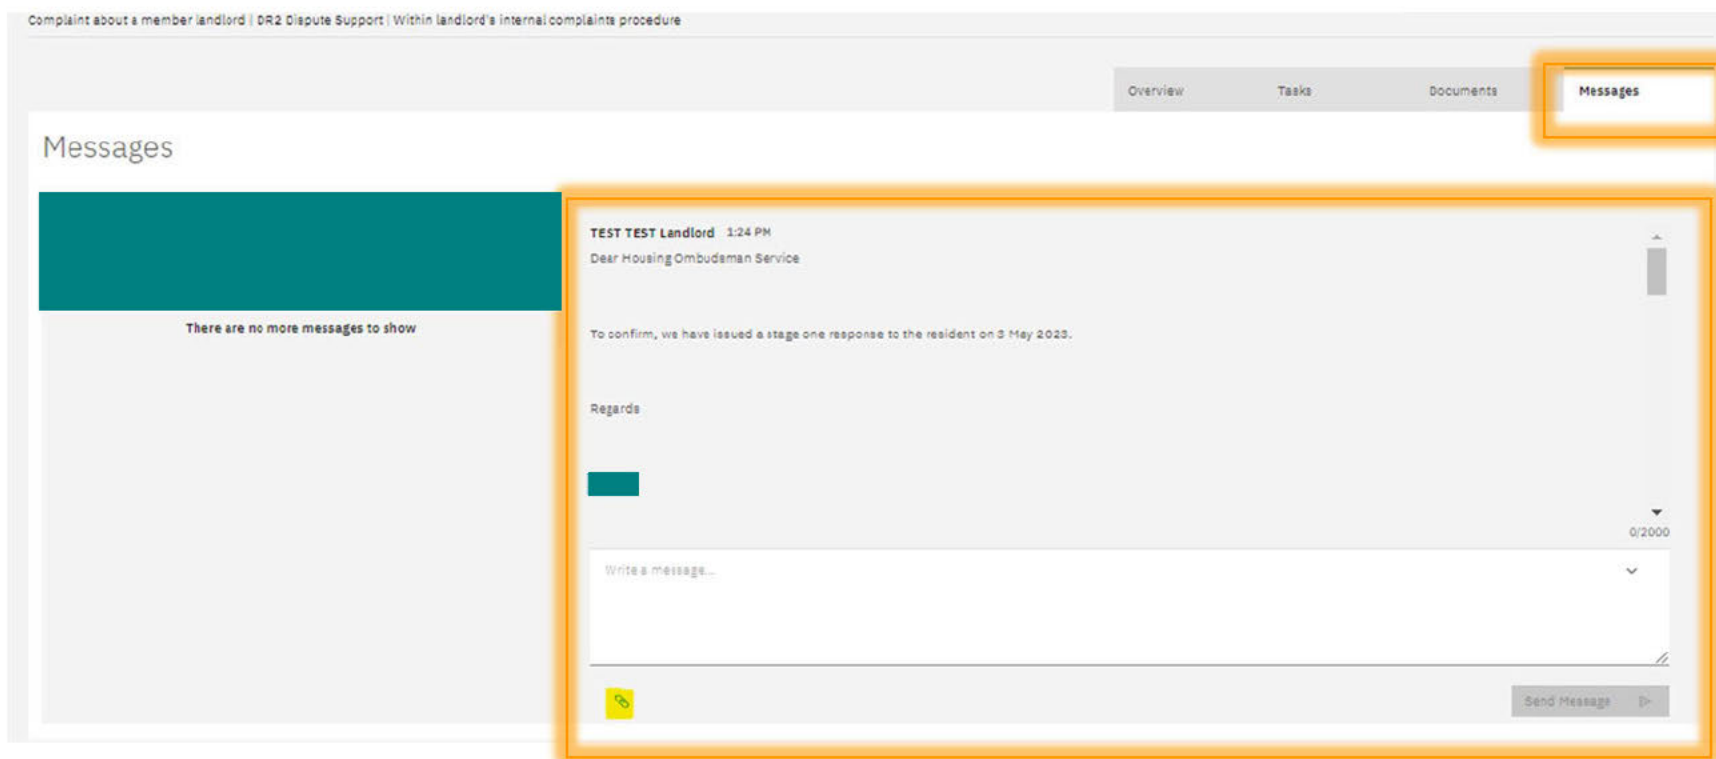 Complaint about a member landlord | DR2 Dispute Support | Within landlord's internal complaints procedure
Overview
Tasks
Documents
Messages
Messages
There are no more messages to show
TEST TEST Landlord 1:24 PM
Dear Housing Ombudsman Service
To confirm, we have issued a stage one response to the resident on 3 May 2023.
Regards
0/2000
Write a message...
Send Message